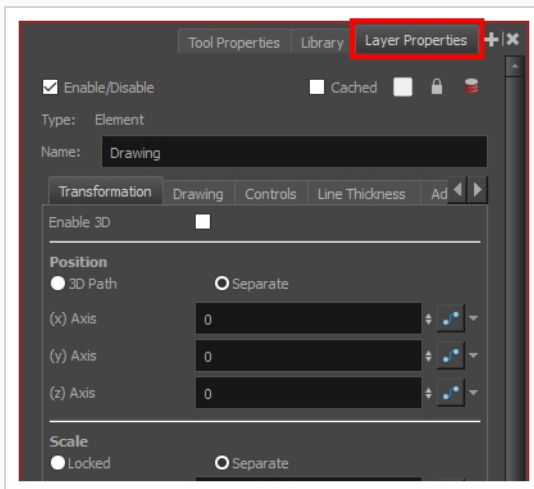 Tool Properties Library Layer Properties
Enable/Disable Cached
Type: Element
Name: Drawing
Transformation Drawing Controls Line Thickness Ad
Enable 3D
Position
3D Path Separate
(x) Axis 0
(y) Axis 0
(z) Axis 0
Scale
Locked Separate